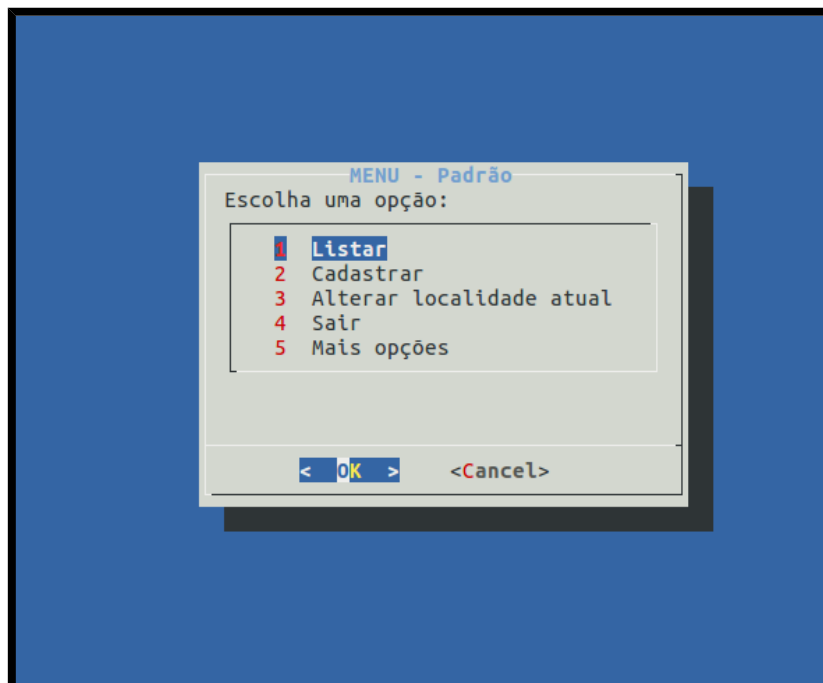 MENU - Padrão
Escolha uma opção:
1 Listar
2 Cadastrar
3 Alterar localidade atual
4 Sair
5 Mais opções
< OK > <Cancel>